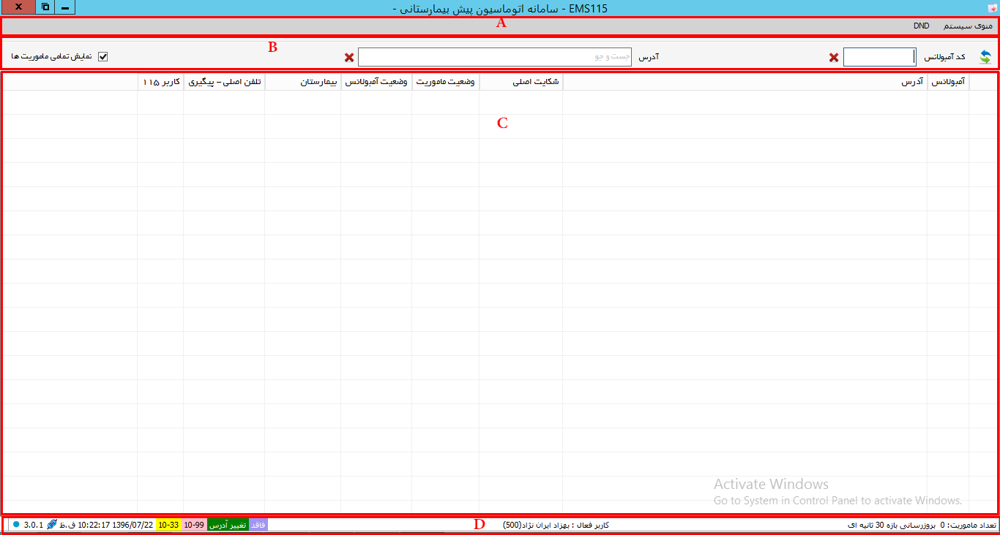 EMS115 - سامانه اتوماسیون پیش بیمارستانی -
X
A
منوی سیستم DND
B
کد آمبولانس آدرس جست و جو نمایش تمامی ماموریت ها
آمبولانس آدرس شکایت اصلی وضعیت ماموریت وضعیت آمبولانس بیمارستان تلفن اصلی - پیگیری کاربر ۱۱۵
C
Activate Windows
Go to System in Control Panel to activate Windows.
D
تعداد ماموریت: 0 بروزرسانی بازه 30 ثانیه ای کاربر فعال : بهزاد ایران نژاد(500) فاقد تغییر آدرس 10-99 10-33 1396/07/22 10:22:17 ق.ظ 3.0.1